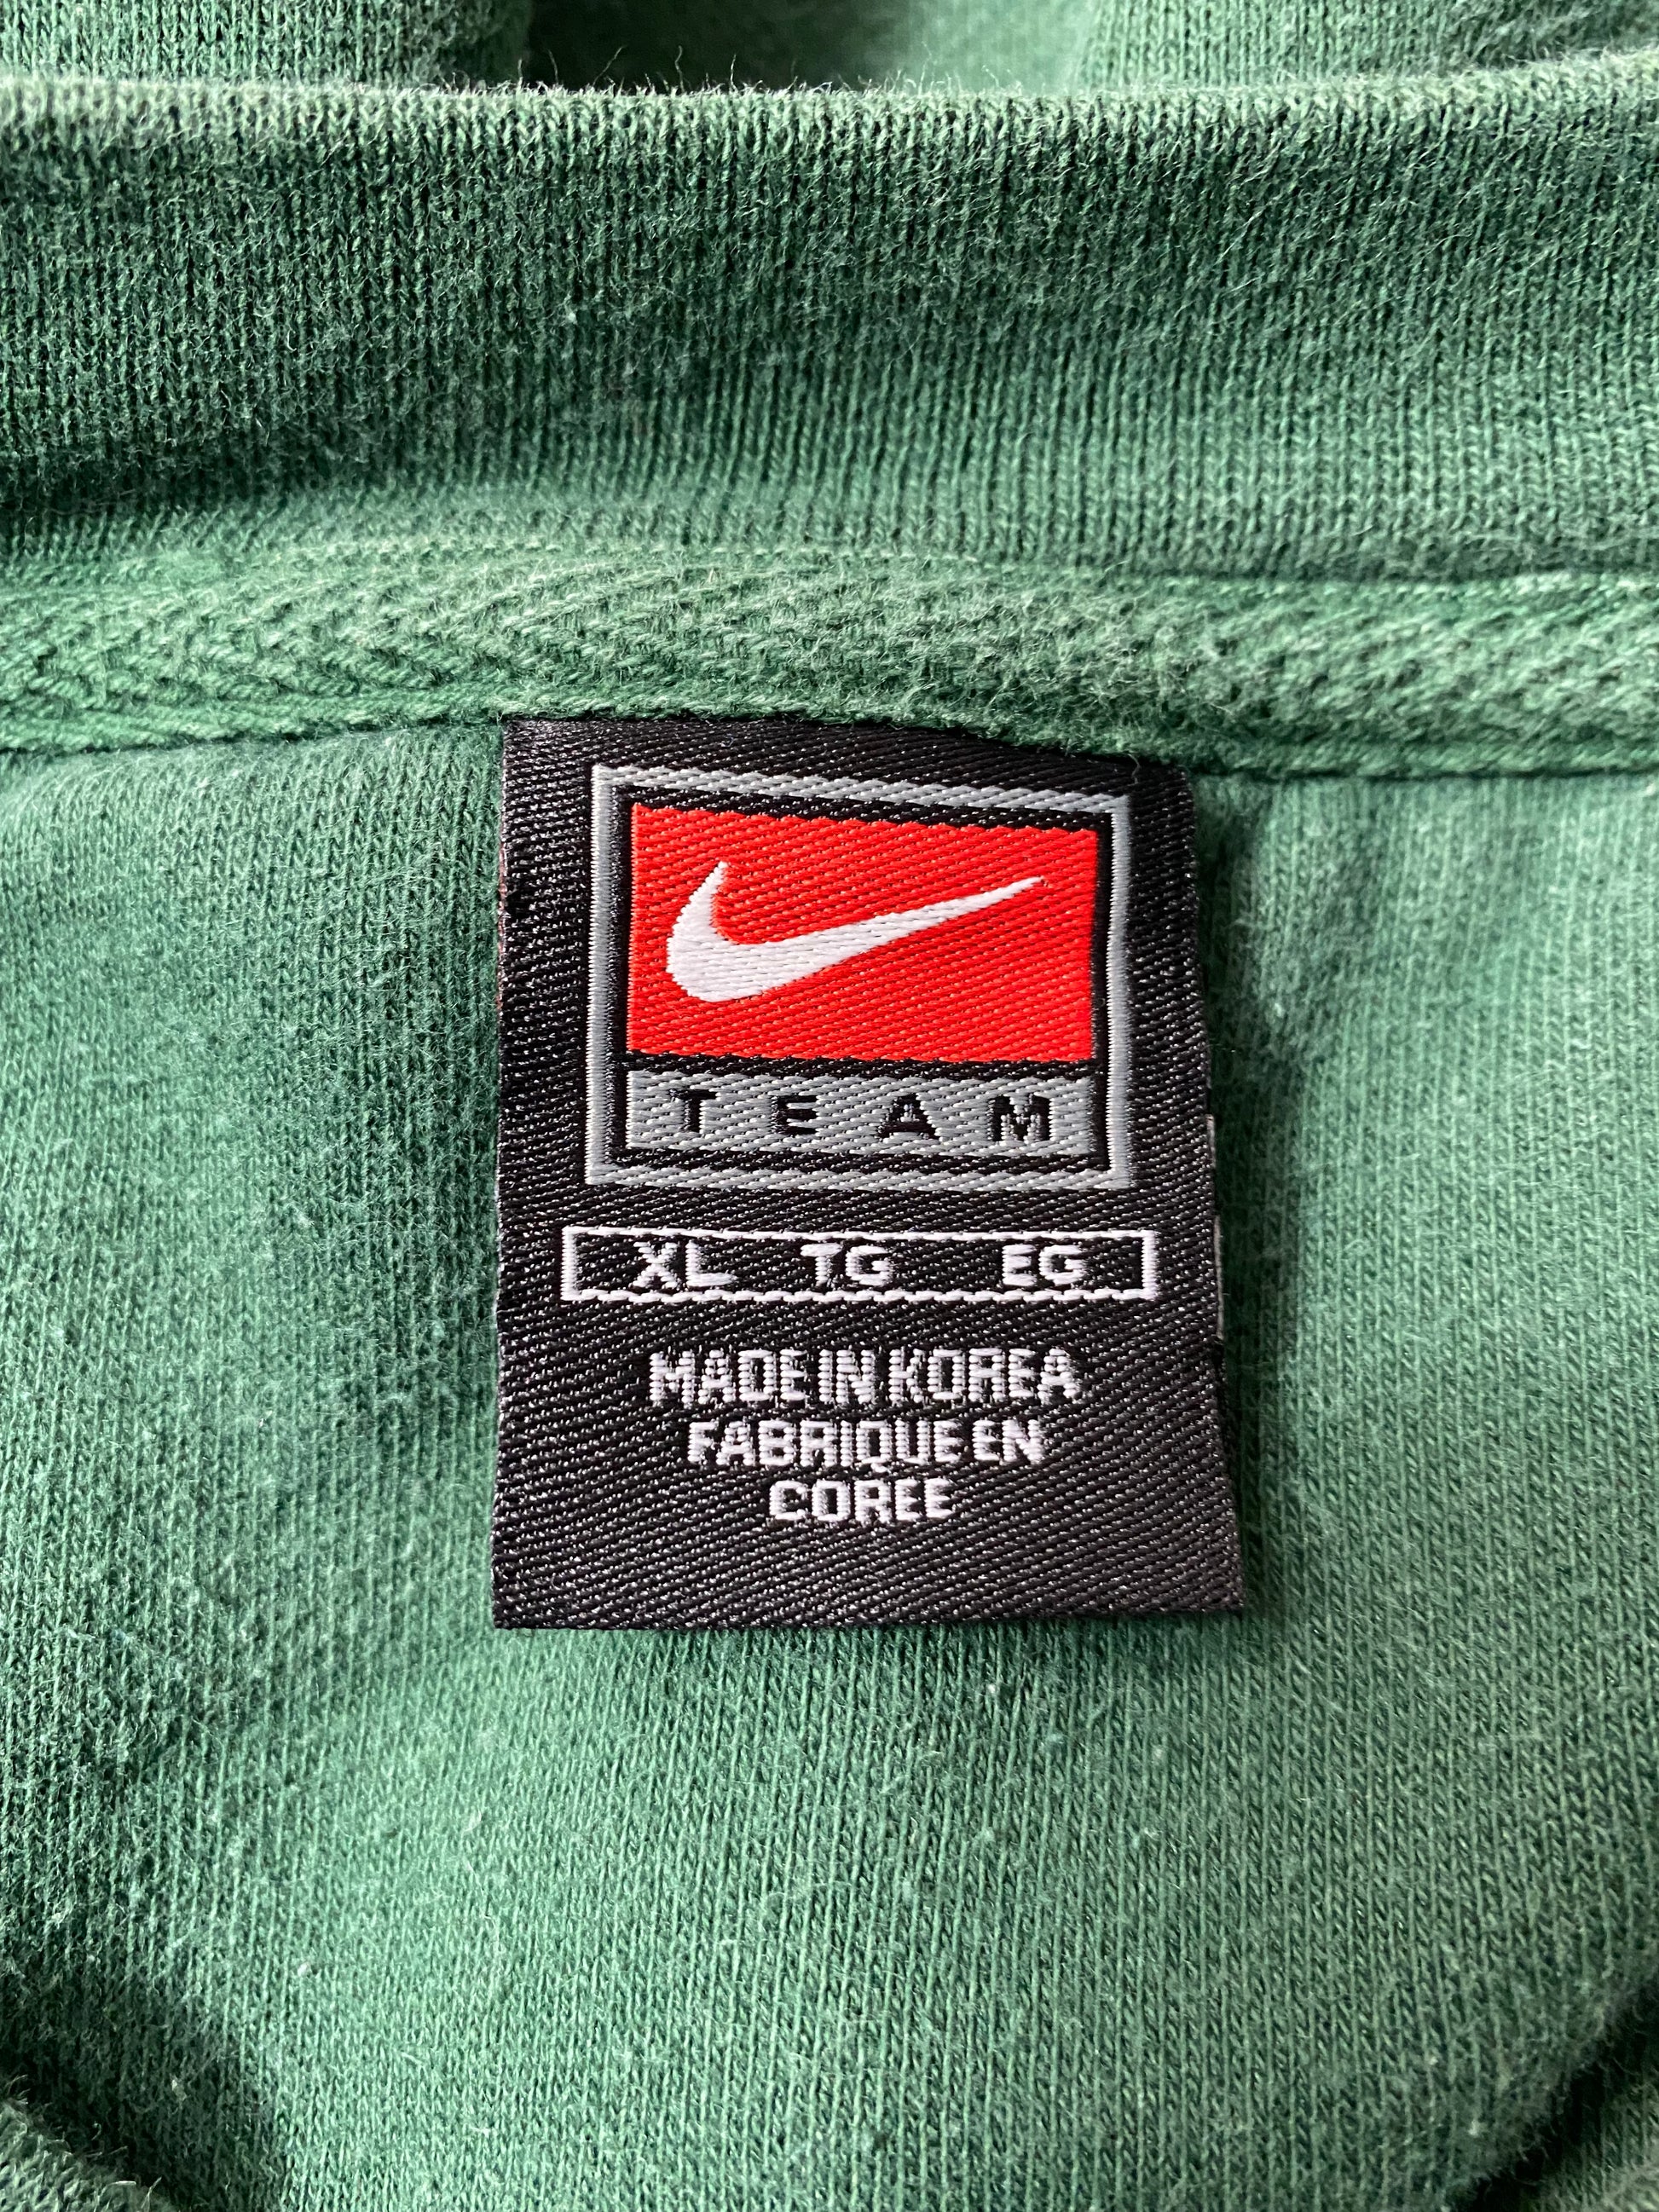 TEAM
XL TG EG
MADE IN KOREA
FABRIQUE EN
COREE